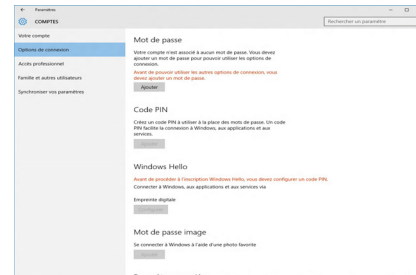 Paramètres
COMPTES
Rechercher un paramètre
Votre compte
Options de connexion
Accès professionnel
Famille et autres utilisateurs
Synchroniser vos paramètres
Mot de passe
Votre compte n'est associé à aucun mot de passe. Vous devez
ajouter un mot de passe pour pouvoir utiliser les options de
connexion.
Avant de pouvoir utiliser les autres options de connexion, vous
devez ajouter un mot de passe.
Ajouter
Code PIN
Créez un code PIN à utiliser à la place des mots de passe. Un code
PIN facilite la connexion à Windows, aux applications et aux
services.
Ajouter
Windows Hello
Avant de procéder à l'inscription Windows Hello, vous devez configurer un code PIN.
Connecter à Windows, aux applications et aux services via
Empreinte digitale
Configurer
Mot de passe image
Se connecter à Windows à l'aide d'une photo favorite
Ajouter